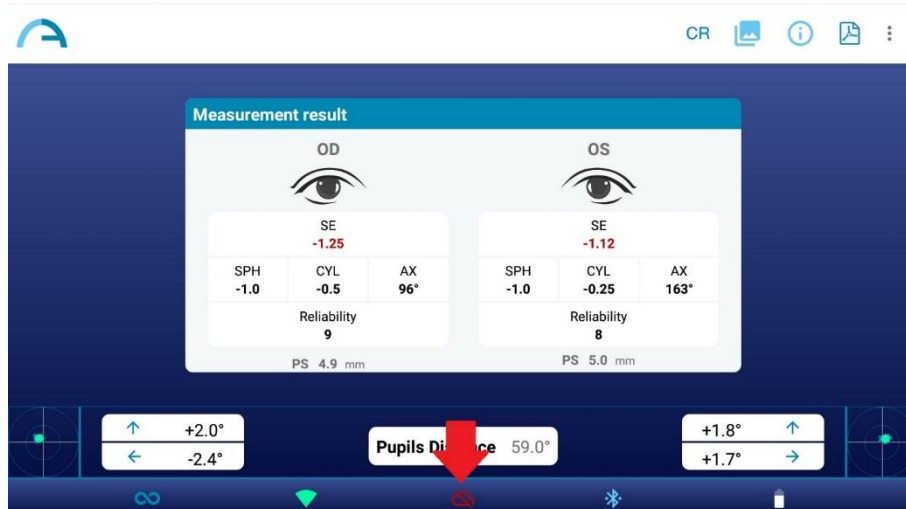 CR
Measurement result
OD OS
SE SE
-1.25 -1.12
SPH CYL AX SPH CYL AX
-1.0 -0.5 96° -1.0 -0.25 163°
Reliability Reliability
9 8
PS 4.9 mm PS 5.0 mm
+2.0° +1.8°
Pupils Di ce 59.0°
-2.4° +1.7°